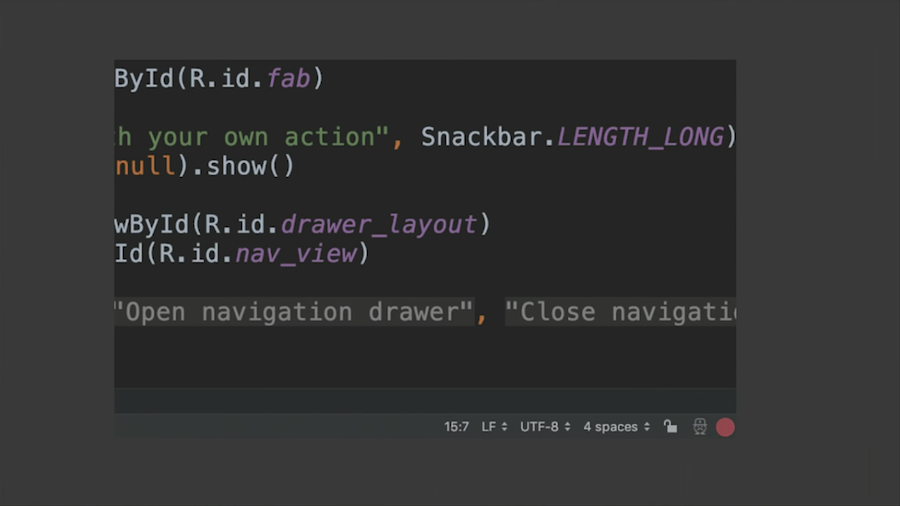 ById(R.id.fab)
h your own action", Snackbar.LENGTH_LONG)
null).show()
wById(R.id.drawer_layout)
Id(R.id.nav_view)
"Open navigation drawer", "Close navigati
15:7 LF UTF-8 4 spaces